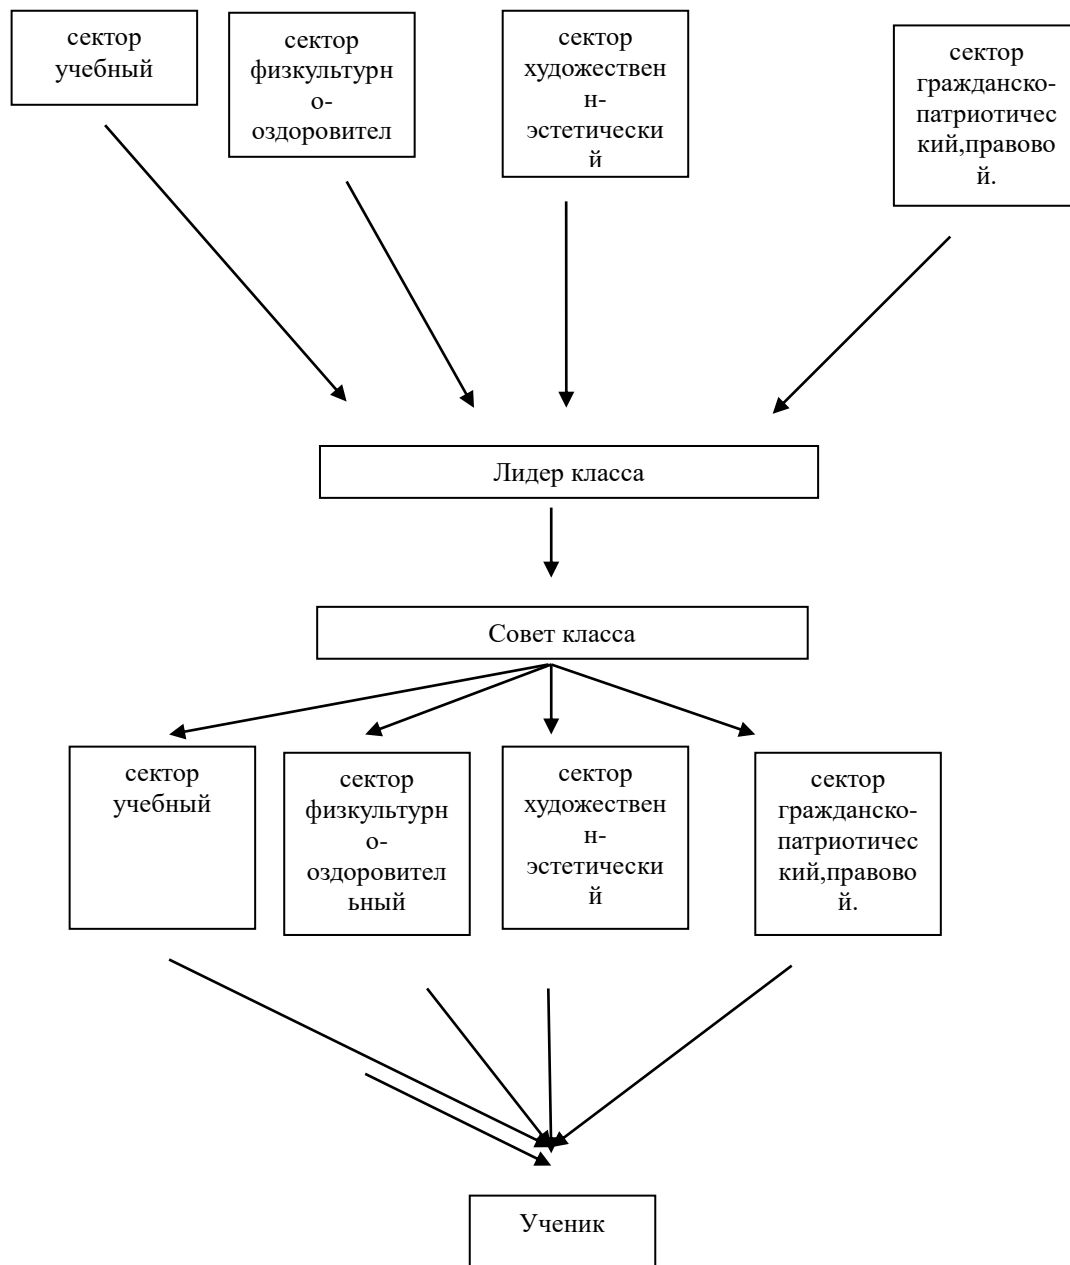 сектор
учебный
сектор
физкультурн
о-
оздоровител
сектор
художествен
н-
эстетический
й
сектор
гражданско-
патриотичес
кий,правово
й.
Лидер класса
Совет класса
сектор
учебный
сектор
физкультурн
о-
оздоровител
ьный
сектор
художествен
н-
эстетически
й
сектор
гражданско-
патриотичес
кий,правово
й.
Ученик